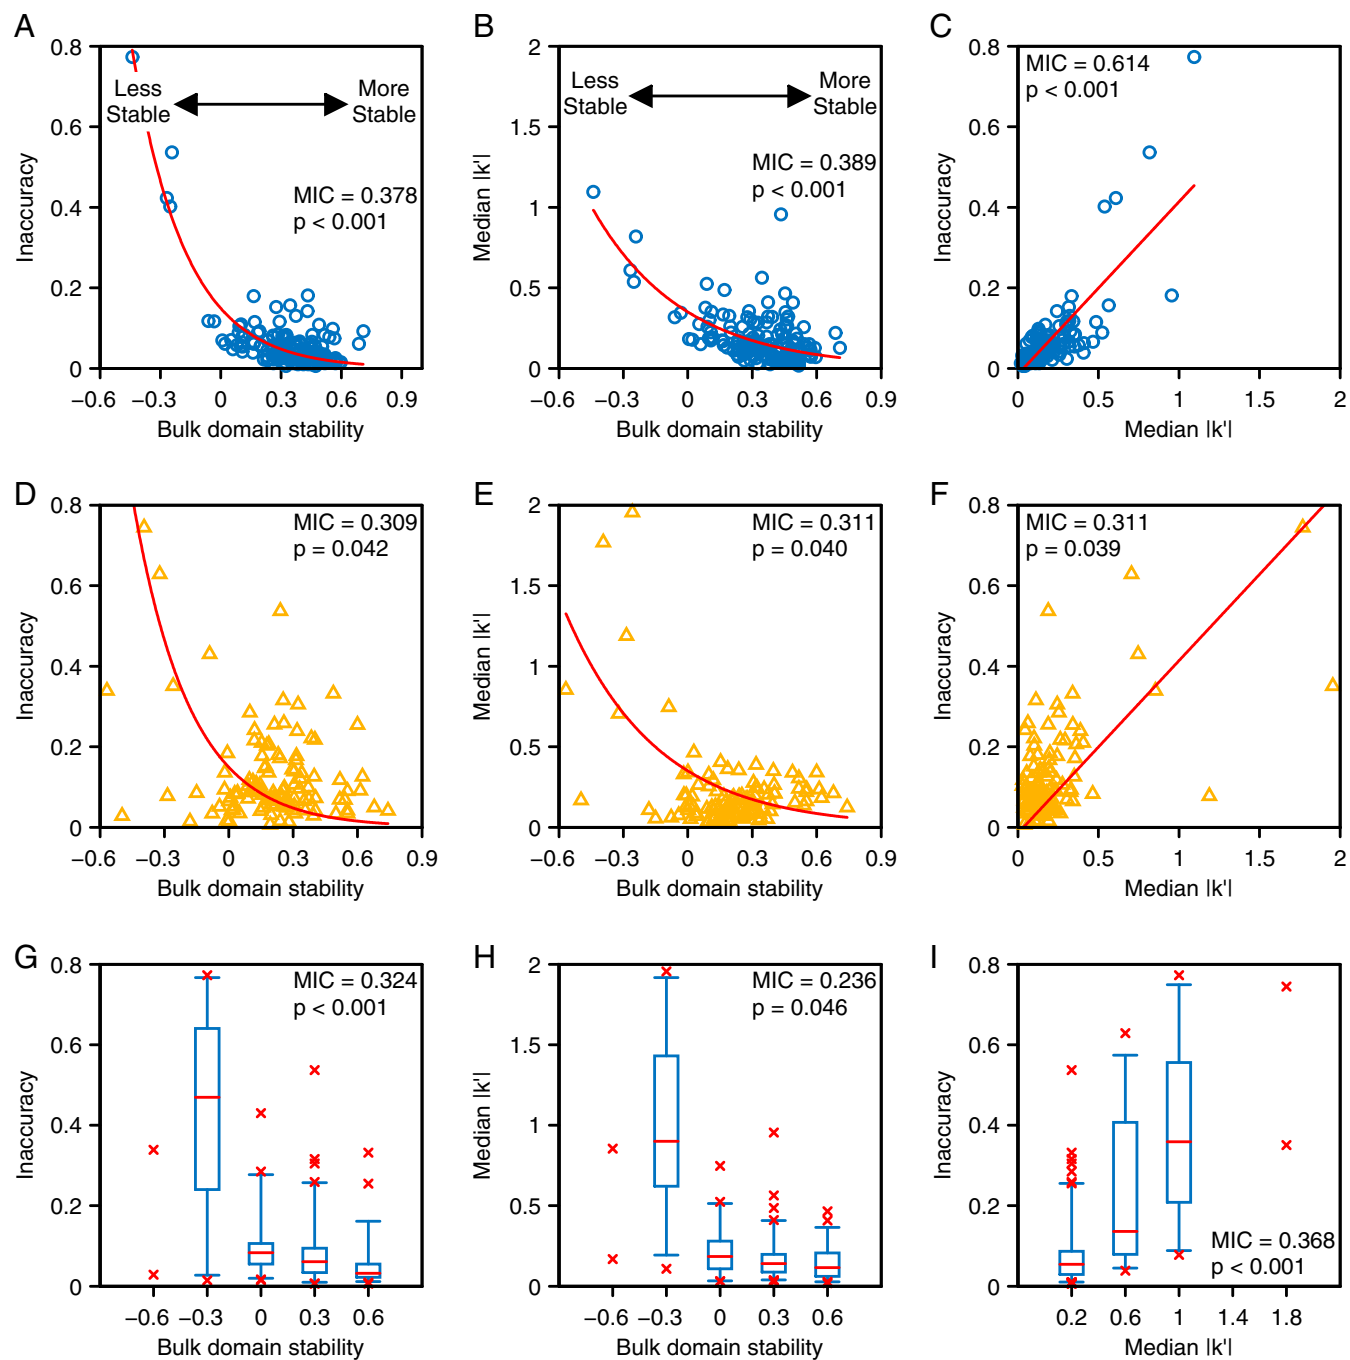 A
0.8
0.6
0.4
0.2
0
Inaccuracy
Less
Stable
More
Stable
MIC = 0.378
p < 0.001
−0.6 −0.3 0 0.3 0.6 0.9
Bulk domain stability
B
2
1.5
1
0.5
0
Median |k'|
Less
Stable
More
Stable
MIC = 0.389
p < 0.001
−0.6 −0.3 0 0.3 0.6 0.9
Bulk domain stability
C
0.8
0.6
0.4
0.2
0
Inaccuracy
MIC = 0.614
p < 0.001
0 0.5 1 1.5 2
Median |k'|
D
0.8
0.6
0.4
0.2
0
Inaccuracy
MIC = 0.309
p = 0.042
−0.6 −0.3 0 0.3 0.6 0.9
Bulk domain stability
E
2
1.5
1
0.5
0
Median |k'|
MIC = 0.311
p = 0.040
−0.6 −0.3 0 0.3 0.6 0.9
Bulk domain stability
F
0.8
0.6
0.4
0.2
0
Inaccuracy
MIC = 0.311
p = 0.039
0 0.5 1 1.5 2
Median |k'|
G
0.8
0.6
0.4
0.2
0
Inaccuracy
MIC = 0.324
p < 0.001
−0.6 −0.3 0 0.3 0.6
Bulk domain stability
H
2
1.5
1
0.5
0
Median |k'|
MIC = 0.236
p = 0.046
−0.6 −0.3 0 0.3 0.6
Bulk domain stability
I
0.8
0.6
0.4
0.2
0
Inaccuracy
MIC = 0.368
p < 0.001
0.2 0.6 1 1.4 1.8
Median |k'|